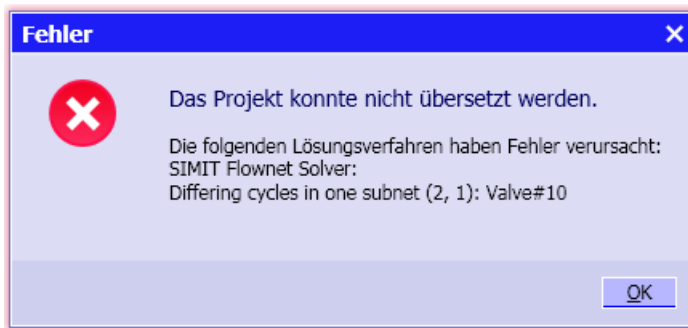 Fehler
Das Projekt konnte nicht übersetzt werden.
Die folgenden Lösungsverfahren haben Fehler verursacht:
SIMIT Flownet Solver:
Differing cycles in one subnet (2, 1): Valve#10
OK